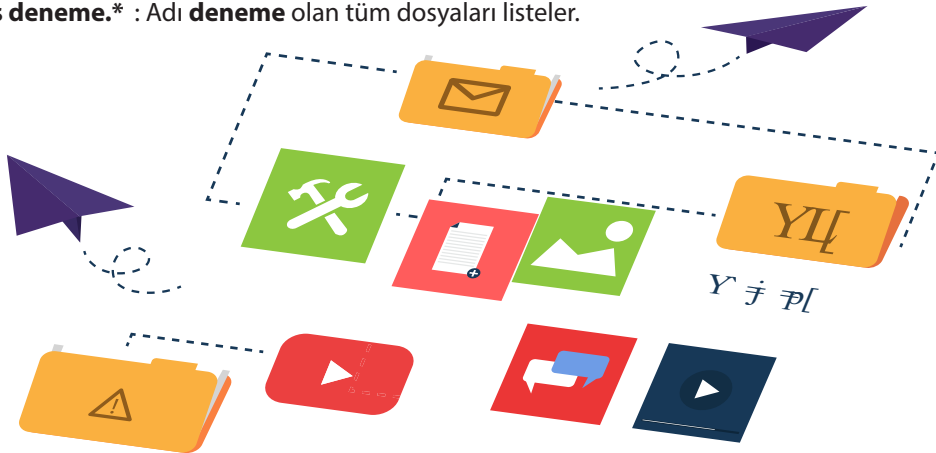 s deneme.* : Adı deneme olan tüm dosyaları listeler.